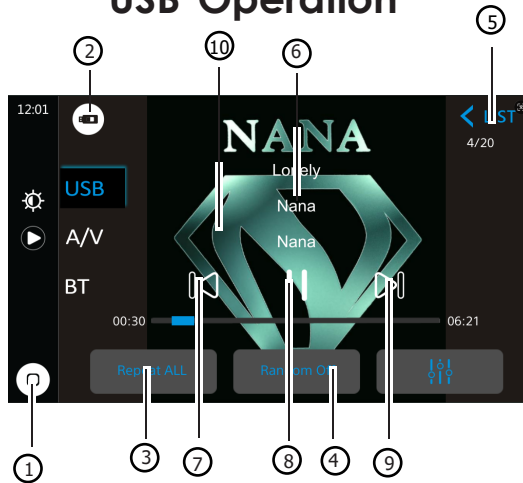 USB Operation
10
6
5
2
12:01
LIST
4/20
NANA
Lonely
USB
Nana
A/V
Nana
BT
00:30
06:21
Repeat ALL
Random Off
1
3
7
8
4
9